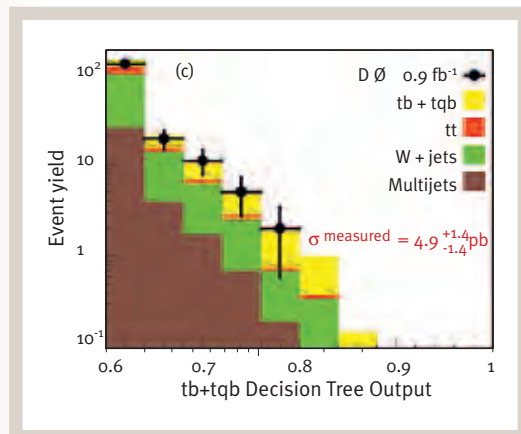 (c)
D Ø 0.9 fb⁻¹
tb + tqb
tt
W + jets
Multijets
σ measured = 4.9 +1.4 -1.4 pb
Event yield
10²
10
1
10⁻¹
0.6 0.7 0.8 0.9 1
tb+tqb Decision Tree Output